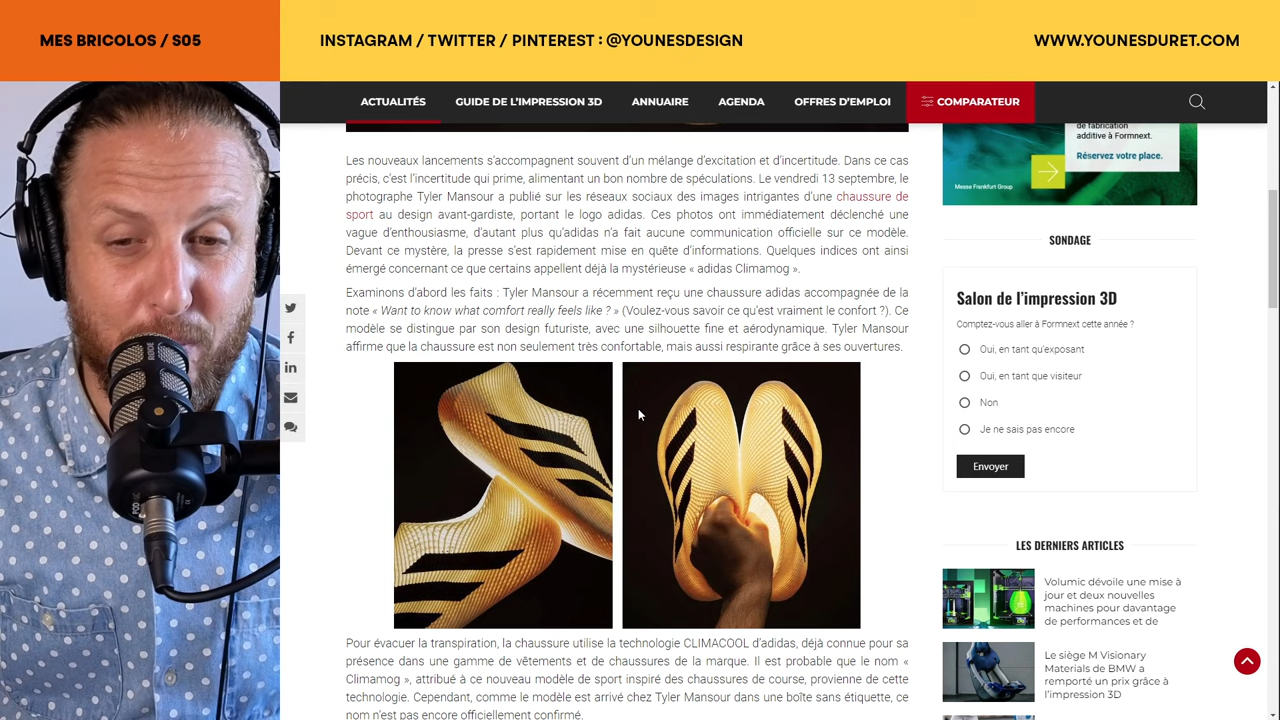 MES BRICOLOS / S05
INSTAGRAM / TWITTER / PINTEREST : @YOUNESDESIGN
WWW.YOUNESDURET.COM
ACTUALITÉS
GUIDE DE L'IMPRESSION 3D
ANNUAIRE
AGENDA
OFFRES D'EMPLOI
COMPARATEUR
Les nouveaux lancements s'accompagnent souvent d'un mélange d'excitation et d'incertitude. Dans ce cas
précis, c'est l'incertitude qui prime, alimentant un bon nombre de spéculations. Le vendredi 13 septembre, le
photographe Tyler Mansour a publié sur les réseaux sociaux des images intrigantes d'une chaussure de
sport au design avant-gardiste, portant le logo adidas. Ces photos ont immédiatement déclenché une
vague d'enthousiasme, d'autant plus qu'adidas n'a fait aucune communication officielle sur ce modèle.
Devant ce mystère, la presse s'est rapidement mise en quête d'informations. Quelques indices ont ainsi
émergé concernant ce que certains appellent déjà la mystérieuse « adidas Climamog ».
Examinons d'abord les faits : Tyler Mansour a récemment reçu une chaussure adidas accompagnée de la
note « Want to know what comfort really feels like ? » (Voulez-vous savoir ce qu'est vraiment le confort ?). Ce
modèle se distingue par son design futuriste, avec une silhouette fine et aérodynamique. Tyler Mansour
affirme que la chaussure est non seulement très confortable, mais aussi respirante grâce à ses ouvertures.
Pour évacuer la transpiration, la chaussure utilise la technologie CLIMACOOL d'adidas, déjà connue pour sa
présence dans une gamme de vêtements et de chaussures de la marque. Il est probable que le nom «
Climamog », attribué à ce nouveau modèle de sport inspiré des chaussures de course, provienne de cette
technologie. Cependant, comme le modèle est arrivé chez Tyler Mansour dans une boîte sans étiquette, ce
nom n'est pas encore officiellement confirmé.
de fabrication
additive à Formnext.
Réservez votre place.
Messe Frankfurt Group
SONDAGE
Salon de l'impression 3D
Comptez-vous aller à Formnext cette année ?
Oui, en tant qu'exposant
Oui, en tant que visiteur
Non
Je ne sais pas encore
Envoyer
LES DERNIERS ARTICLES
Volumic dévoile une mise à
jour et deux nouvelles
machines pour davantage
de performances et de
Le siège M Visionary
Materials de BMW a
remporté un prix grâce à
l'impression 3D
RØDE
POD MIC